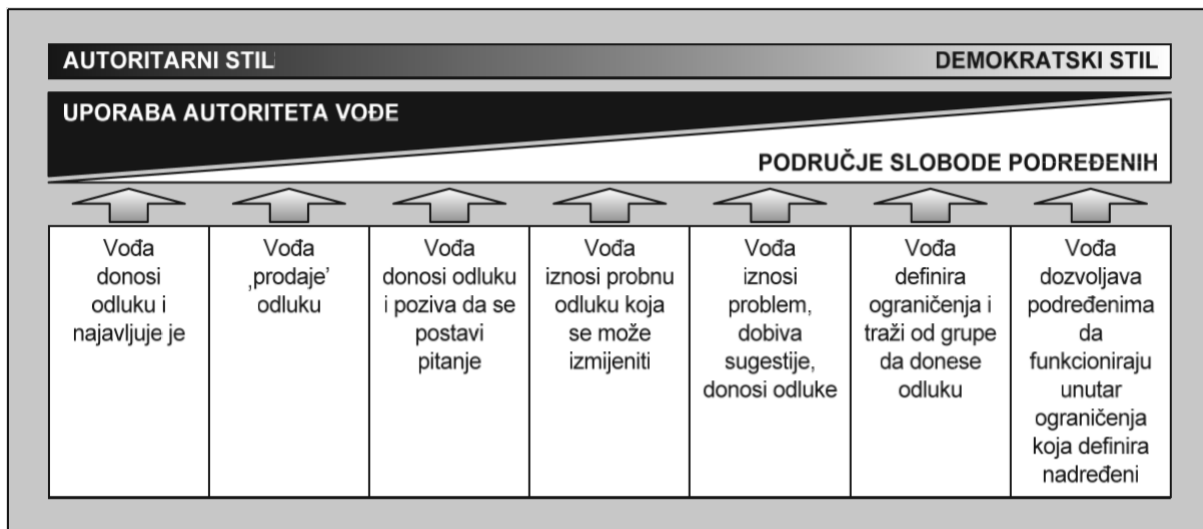 AUTORITARNI STIL
DEMOKRATSKI STIL
UPORABA AUTORITETA VOĐE
PODRUČJE SLOBODE PODREĐENIH
Vođa
donosi
odluku i
najavljuje je
Vođa
‚prodaje’
odluku
Vođa
donosi odluku
i poziva da se
postavi
pitanje
Vođa
iznosi probnu
odluku koja
se može
izmijeniti
Vođa
iznosi
problem,
dobiva
sugestije,
donosi odluke
Vođa
definira
ograničenja i
traži od grupe
da donese
odluku
Vođa
dozvoljava
podređenima
da
funkcioniraju
unutar
ograničenja
koja definira
nadređeni